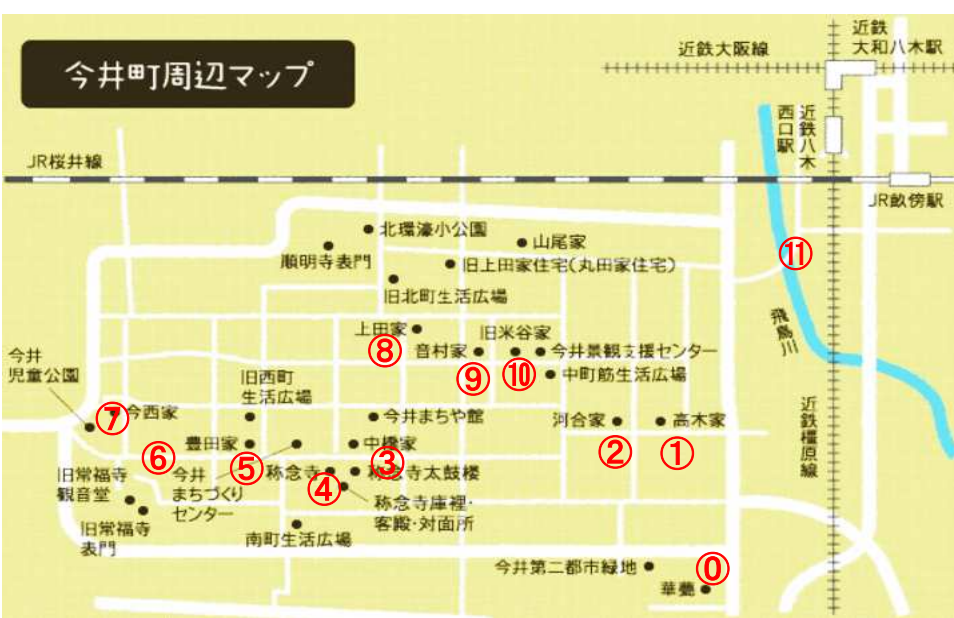 今井町周辺マップ
近鉄大阪線
近鉄
大和八木駅
近鉄八木
西口駅
JR桜井線
JR畝傍駅
北環濠小公園
順明寺表門
山尾家
旧上田家住宅(丸田家住宅)
旧北町生活広場
⑪
飛鳥川
上田家
⑧
旧米谷家
音村家
⑨
⑩
今井景観支援センター
中町筋生活広場
今井
児童公園
旧西町
生活広場
⑦
今西家
今井まちや館
河合家
②
高木家
①
近鉄橿原線
豊田家
⑤
中橋家
③
⑥
旧常福寺
観音堂
今井
まちづくり
センター
称念寺
④
称念寺太鼓楼
称念寺庫裡・
客殿・対面所
旧常福寺
表門
南町生活広場
今井第二都市緑地
⓪
華甍